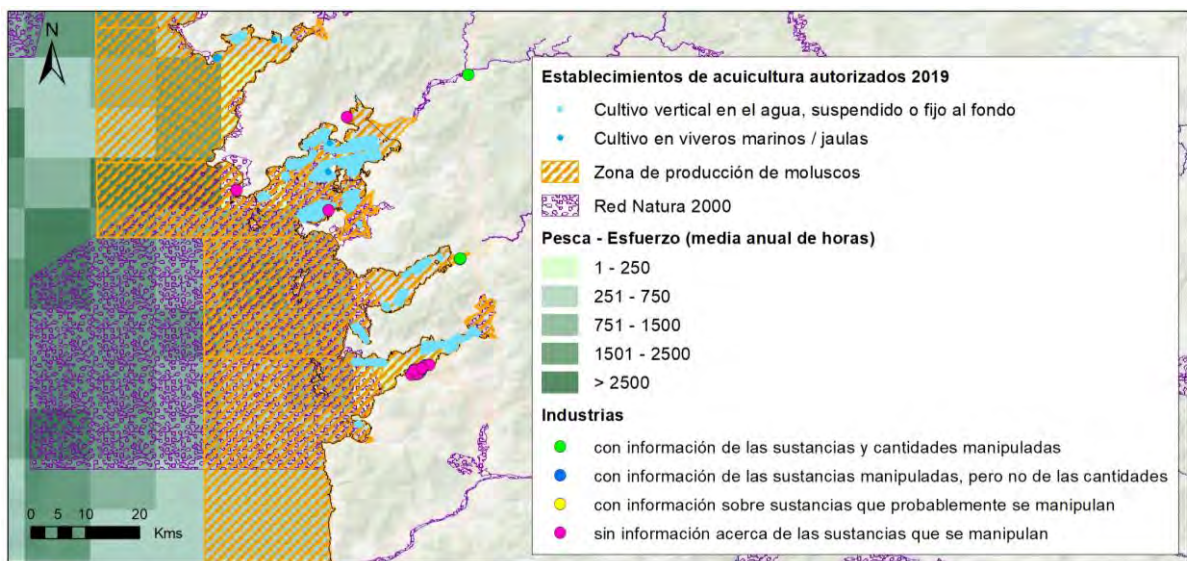 N
Establecimientos de acuicultura autorizados 2019
Cultivo vertical en el agua, suspendido o fijo al fondo
Cultivo en viveros marinos / jaulas
Zona de producción de moluscos
Red Natura 2000
Pesca - Esfuerzo (media anual de horas)
1 - 250
251 - 750
751 - 1500
1501 - 2500
> 2500
Industrias
con información de las sustancias y cantidades manipuladas
con información de las sustancias manipuladas, pero no de las cantidades
con información sobre sustancias que probablemente se manipulan
sin información acerca de las sustancias que se manipulan
0 5 10 20
Kms